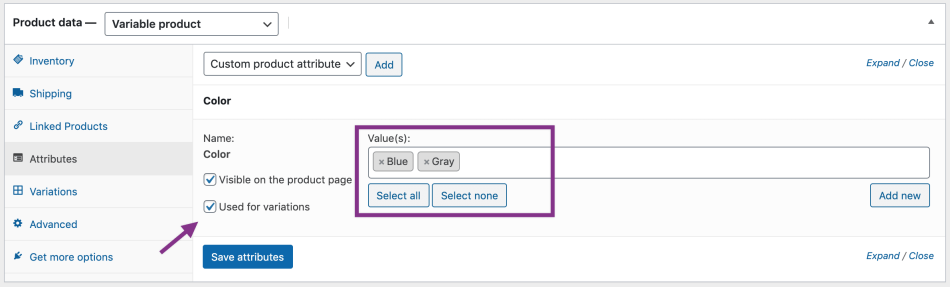 Product data — Variable product
Inventory
Shipping
Linked Products
Attributes
Variations
Advanced
Get more options
Custom product attribute Add Expand / Close
Color
Name:
Color
Visible on the product page
Used for variations
Value(s):
× Blue × Gray
Select all Select none Add new
Save attributes Expand / Close